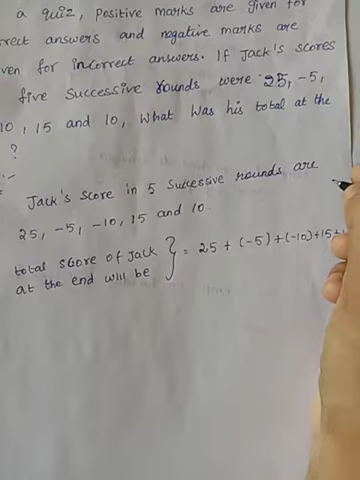 a quiz, positive marks are given for
rrect answers and negative marks are
ven for incorrect answers. If Jack's scores
five successive rounds were 25, -5,
10, 15 and 10, what was his total at the
?
Jack's score in 5 successive rounds are
25, -5, -10, 15 and 10.
total score of Jack
at the end will be } = 25 + (-5) + (-10) + 15 +